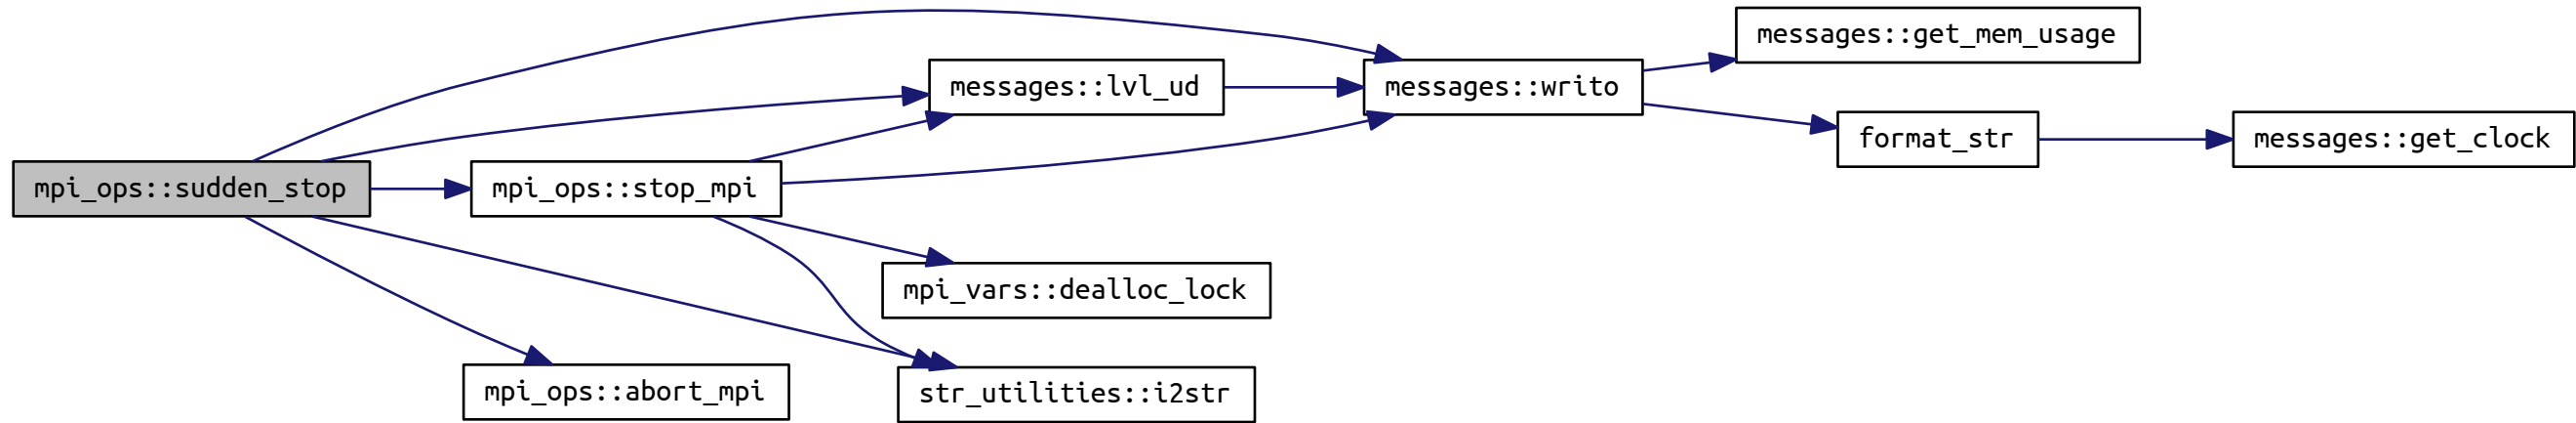 messages::get_mem_usage
messages::lvl_ud
messages::writo
format_str
messages::get_clock
mpi_ops::sudden_stop
mpi_ops::stop_mpi
mpi_vars::dealloc_lock
mpi_ops::abort_mpi
str_utilities::i2str